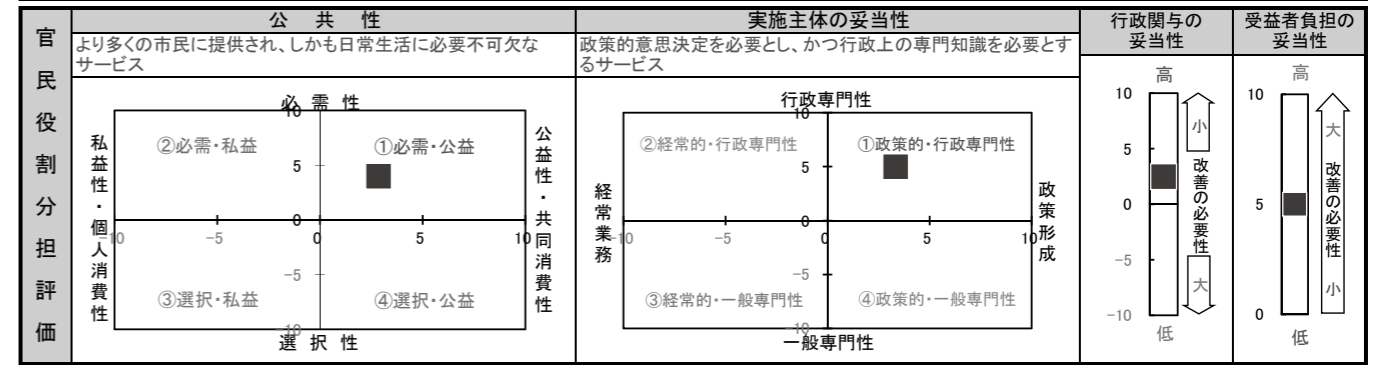 官民役割分担評価
公共性
より多くの市民に提供され、しかも日常生活に必要不可欠な
サービス
必需性
私益性・個人消費性
公益性・共同消費性
②必需・私益
①必需・公益
③選択・私益
④選択・公益
10
5
0
-5
-10
-10
-5
0
5
10
選択性
実施主体の妥当性
政策的意思決定を必要とし、かつ行政上の専門知識を必要とす
るサービス
行政専門性
経常業務
政策形成
②経常的・行政専門性
①政策的・行政専門性
③経常的・一般専門性
④政策的・一般専門性
10
5
0
-5
-10
-10
-5
0
5
10
一般専門性
行政関与の
妥当性
高
10
5
0
-5
-10
低
小
改善の必要性
大
受益者負担の
妥当性
高
10
5
0
低
大
改善の必要性
小